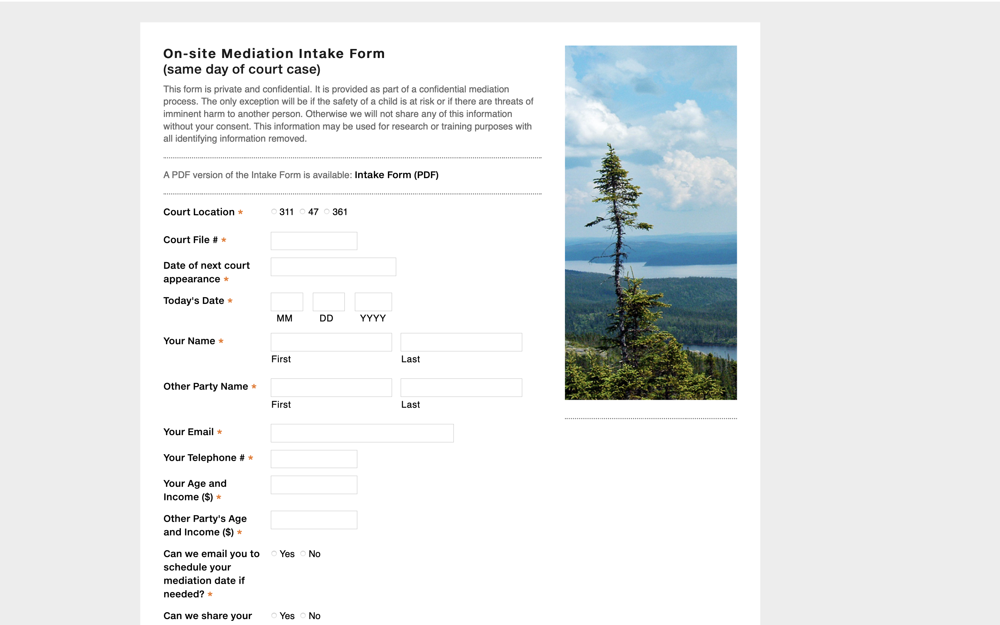 On-site Mediation Intake Form
(same day of court case)
This form is private and confidential. It is provided as part of a confidential mediation
process. The only exception will be if the safety of a child is at risk or if there are threats of
imminent harm to another person. Otherwise we will not share any of this information
without your consent. This information may be used for research or training purposes with
all identifying information removed.
A PDF version of the Intake Form is available: Intake Form (PDF)
Court Location * 311 47 361
Court File # *
Date of next court
appearance *
Today's Date *
MM DD YYYY
Your Name *
First Last
Other Party Name *
First Last
Your Email *
Your Telephone # *
Your Age and
Income ($) *
Other Party's Age
and Income ($) *
Can we email you to Yes No
schedule your
mediation date if
needed? *
Can we share your Yes No